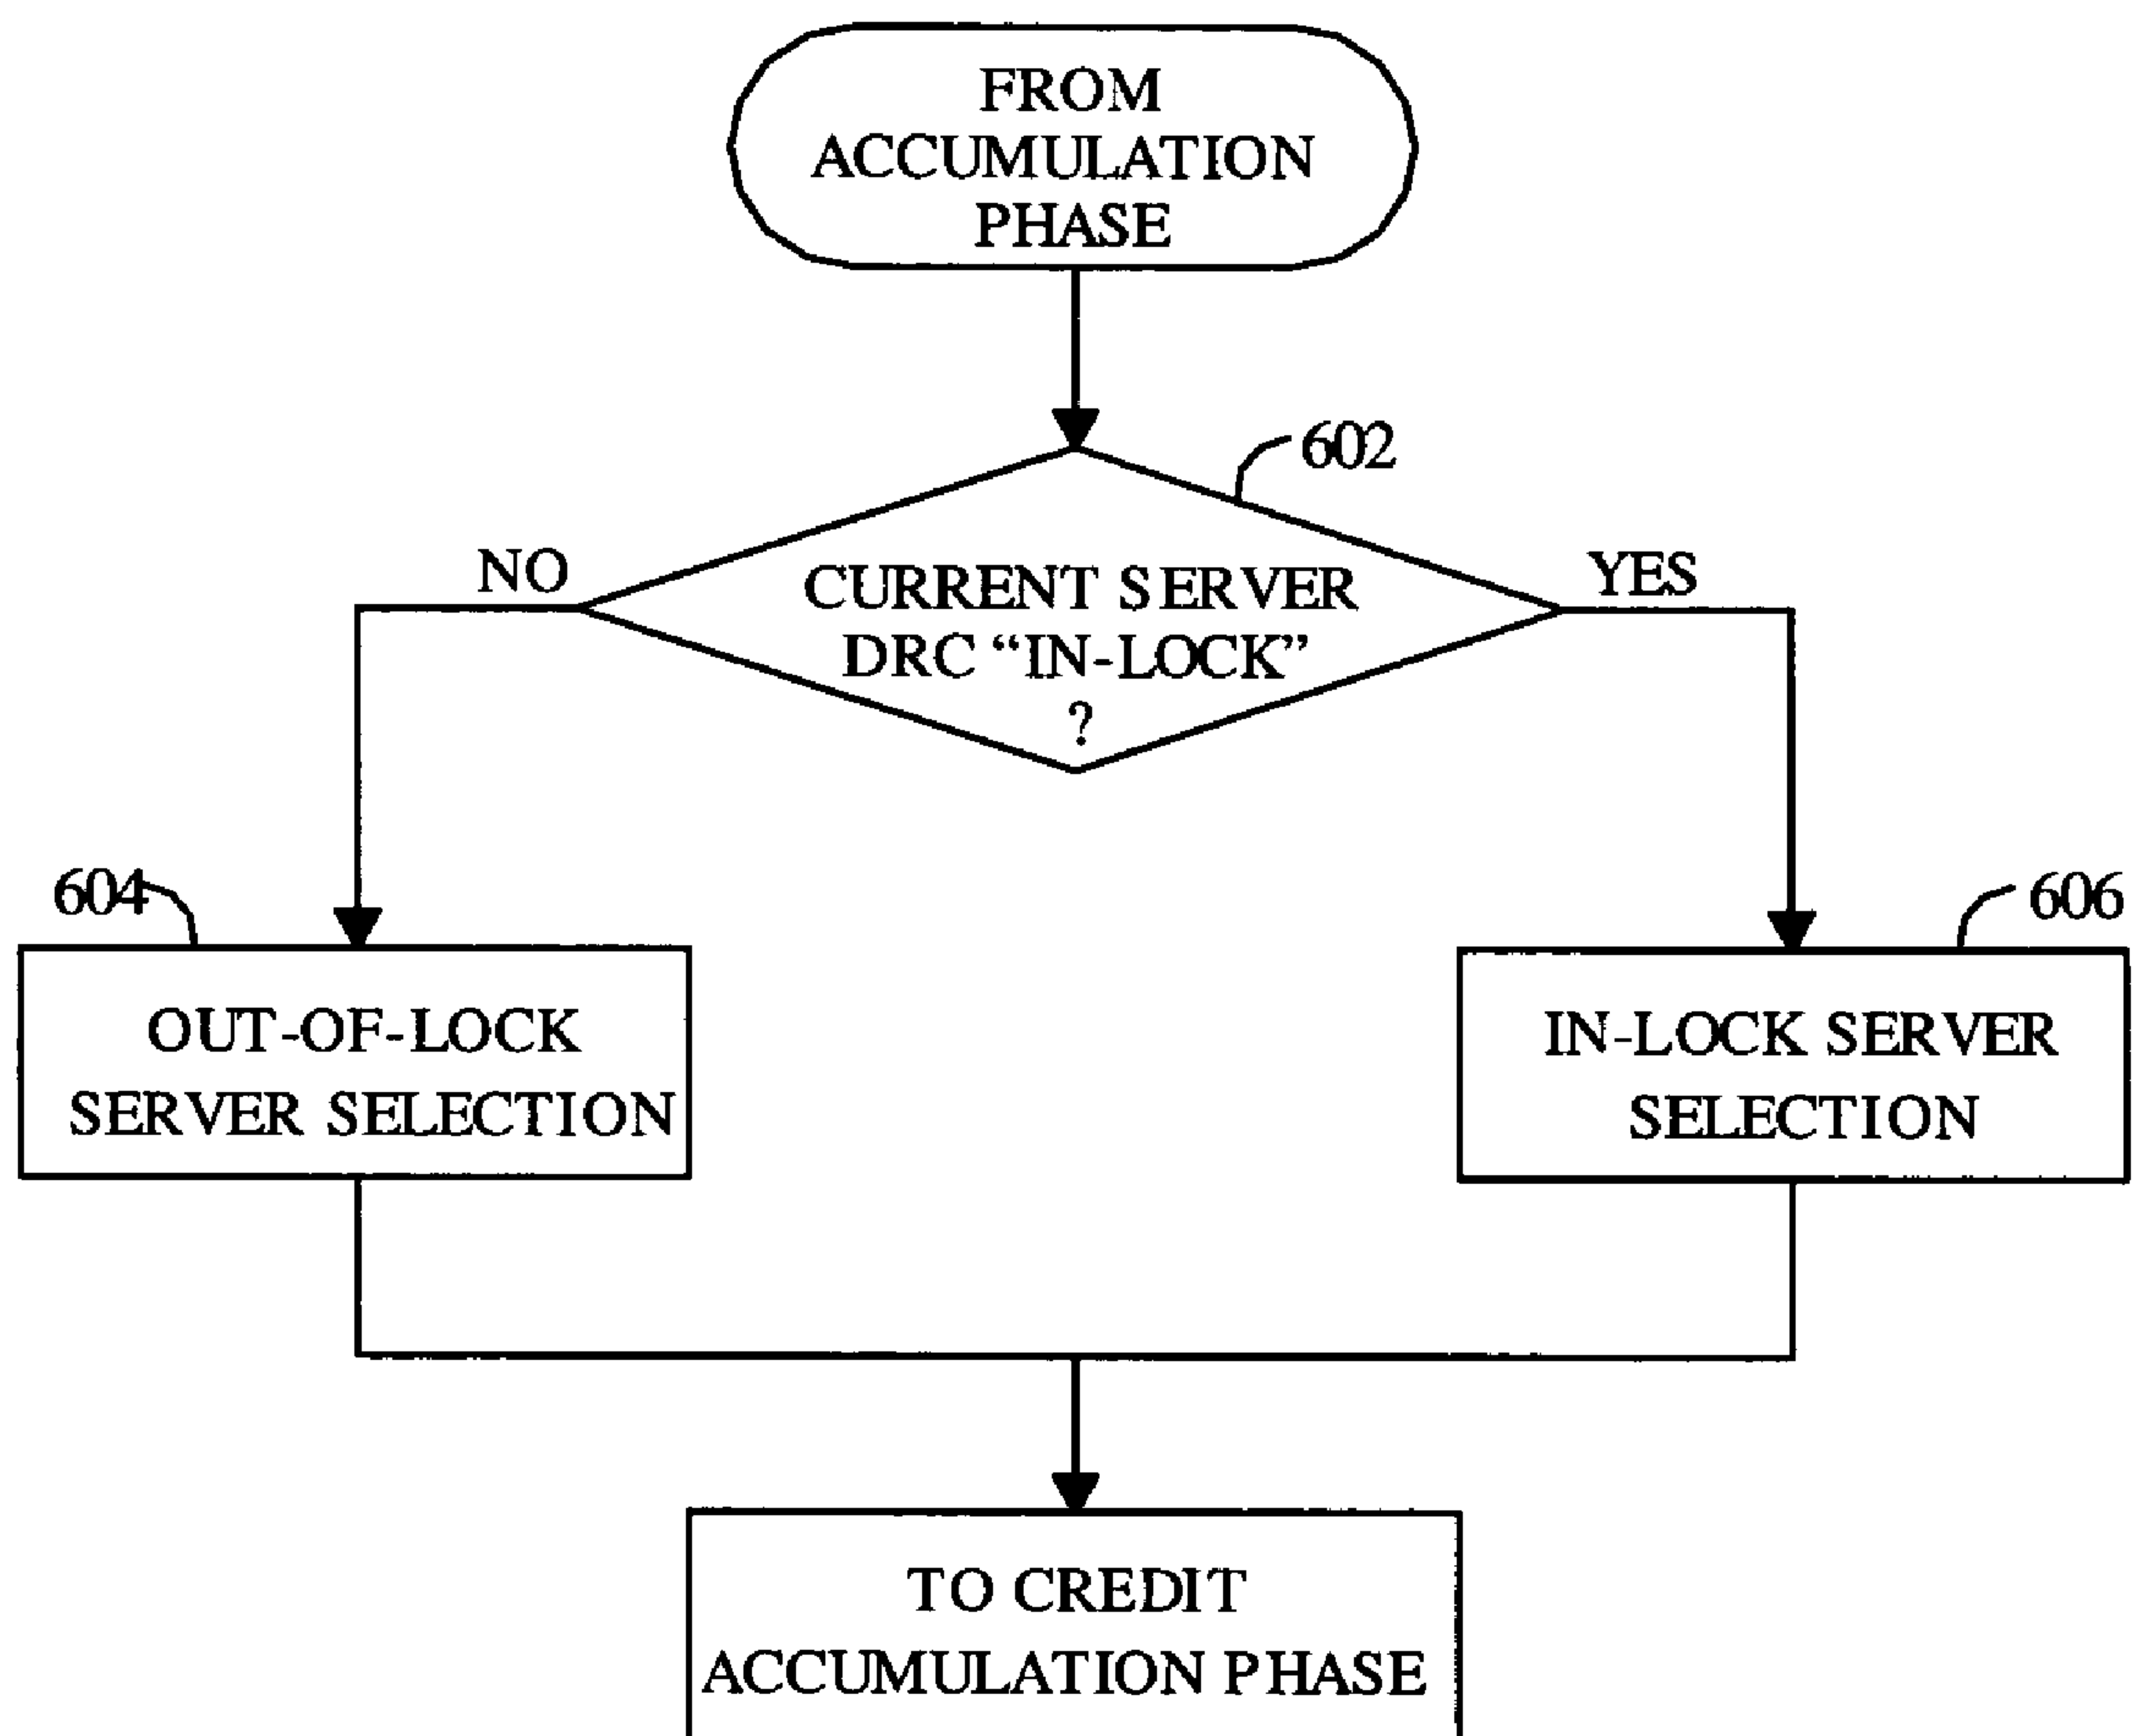 FROM
ACCUMULATION
PHASE
602
NO
YES
CURRENT SERVER
DRC “IN-LOCK”
?
604
606
OUT-OF-LOCK
SERVER SELECTION
IN-LOCK SERVER
SELECTION
TO CREDIT
ACCUMULATION PHASE